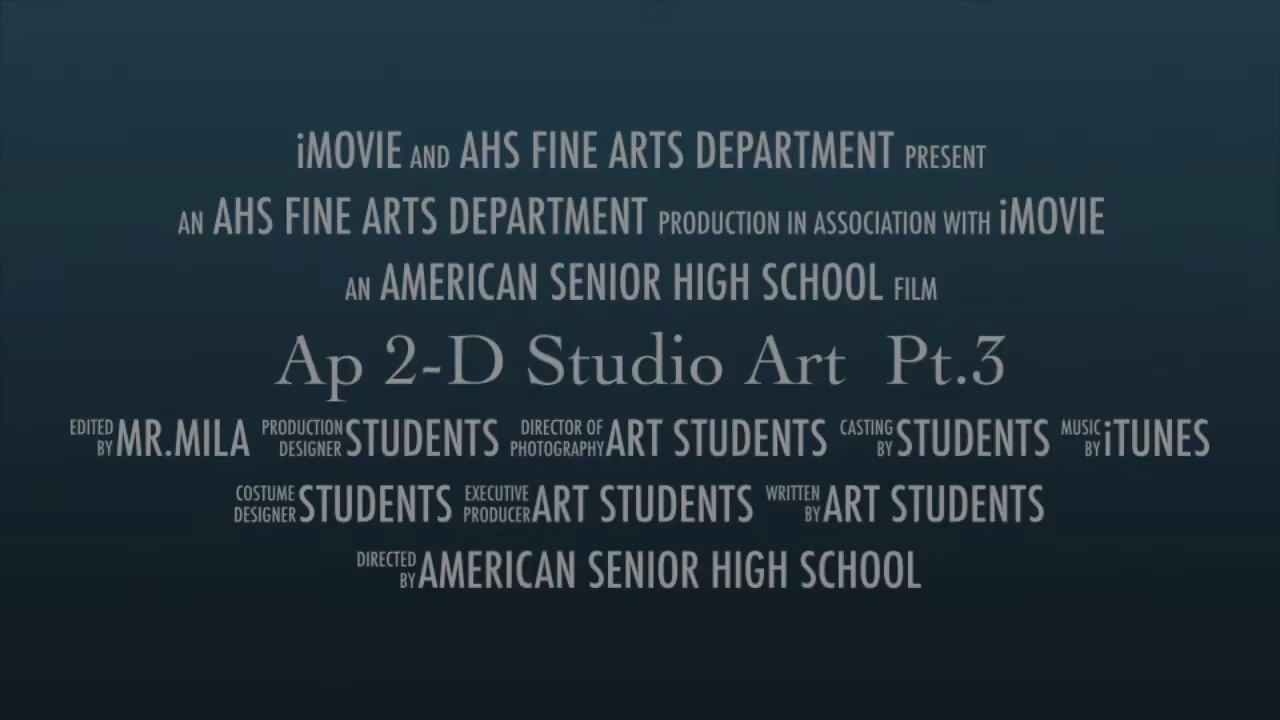 iMOVIE AND AHS FINE ARTS DEPARTMENT PRESENT
AN AHS FINE ARTS DEPARTMENT PRODUCTION IN ASSOCIATION WITH iMOVIE
AN AMERICAN SENIOR HIGH SCHOOL FILM
Ap 2-D Studio Art Pt.3
EDITED BY MR.MILA PRODUCTION DESIGNER STUDENTS DIRECTOR OF PHOTOGRAPHY ART STUDENTS CASTING BY STUDENTS MUSIC BY iTUNES
COSTUME DESIGNER STUDENTS EXECUTIVE PRODUCER ART STUDENTS WRITTEN BY ART STUDENTS
DIRECTED BY AMERICAN SENIOR HIGH SCHOOL